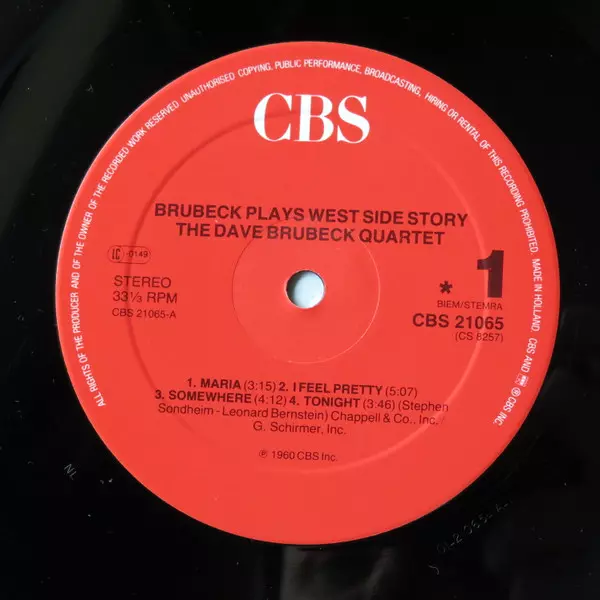 ALL RIGHTS OF THE PRODUCER AND OF THE OWNER OF THE RECORDED WORK RESERVED. UNAUTHORISED COPYING, PUBLIC PERFORMANCE, BROADCASTING, HIRING OR RENTAL OF THIS RECORDING PROHIBITED. MADE IN HOLLAND. CBS AND ARE ® CBS INC.
CBS
BRUBECK PLAYS WEST SIDE STORY
THE DAVE BRUBECK QUARTET
LC -0149
STEREO
33⅓ RPM
CBS 21065-A
* 1
BIEM/STEMRA
CBS 21065
(CS 8257)
1. MARIA (3:15) 2. I FEEL PRETTY (5:07)
3. SOMEWHERE (4:12) 4. TONIGHT (3:46) (Stephen
Sondheim - Leonard Bernstein) Chappell & Co., Inc. /
G. Schirmer, Inc.
℗ 1960 CBS Inc.
NL